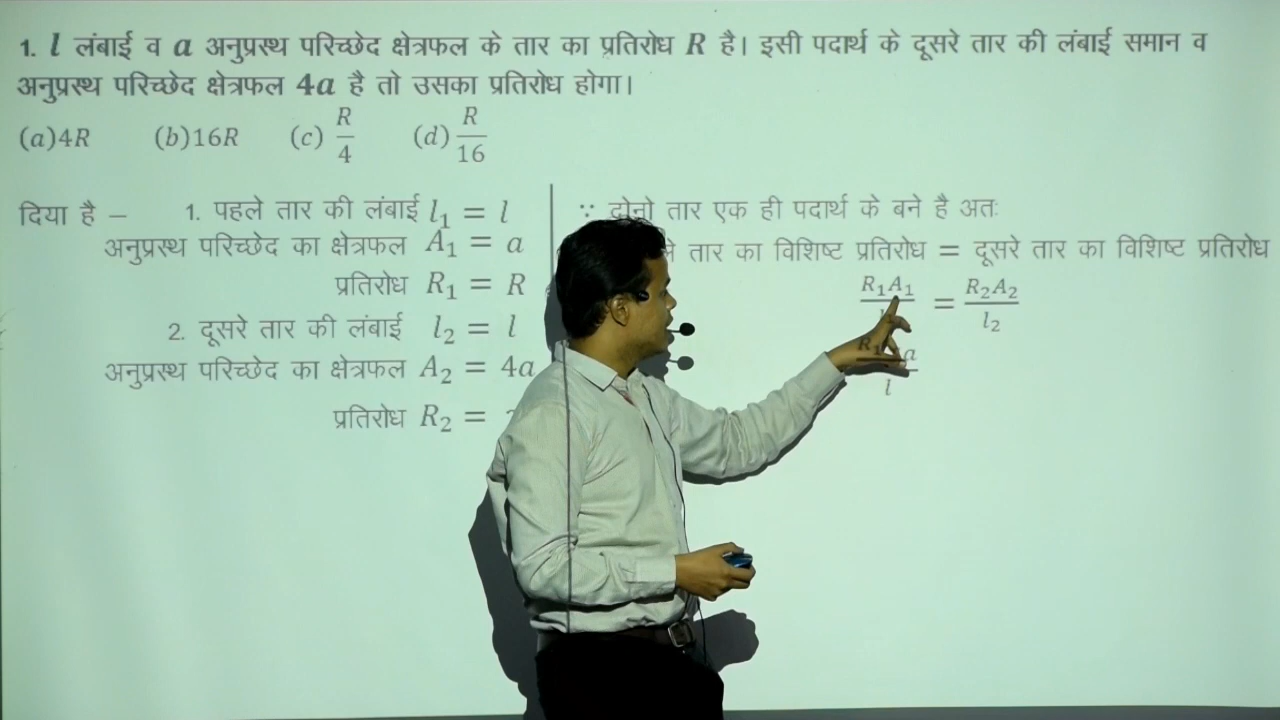 1. l लंबाई व a अनुप्रस्थ परिच्छेद क्षेत्रफल के तार का प्रतिरोध R है। इसी पदार्थ के दूसरे तार की लंबाई समान व
अनुप्रस्थ परिच्छेद क्षेत्रफल 4a है तो उसका प्रतिरोध होगा।
(a)4R (b)16R (c) R/4 (d) R/16
दिया है – 1. पहले तार की लंबाई l₁ = l
अनुप्रस्थ परिच्छेद का क्षेत्रफल A₁ = a
प्रतिरोध R₁ = R
2. दूसरे तार की लंबाई l₂ = l
अनुप्रस्थ परिच्छेद का क्षेत्रफल A₂ = 4a
प्रतिरोध R₂ =
∵ दोनो तार एक ही पदार्थ के बने है अतः
तार का विशिष्ट प्रतिरोध = दूसरे तार का विशिष्ट प्रतिरोध
R₁A₁ = R₂A₂/l₂
a
l